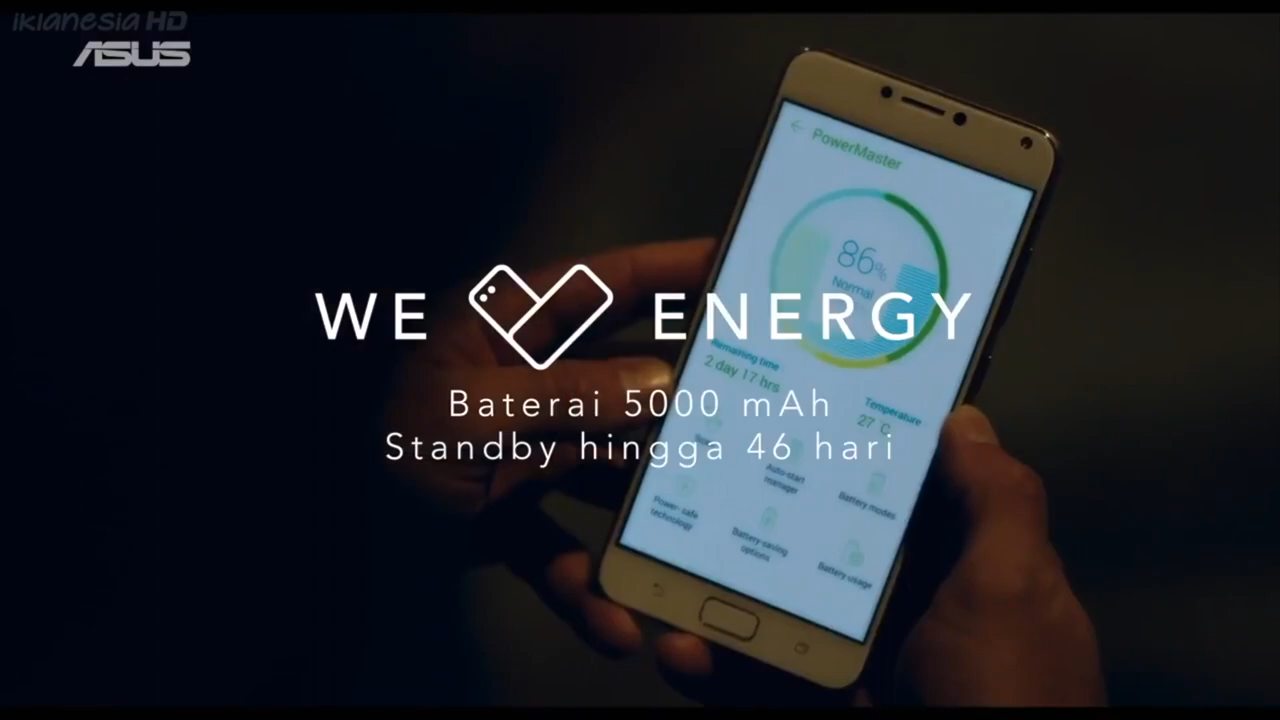 iklanesia HD
ASUS
PowerMaster
86%
Normal
WE ENERGY
Remaining time
2 day 17 hrs
Baterai 5000 mAh
Temperature
27°C
Standby hingga 46 hari
Auto-start
manager
Battery modes
Power-safe
technology
Battery-saving
options
Battery usage